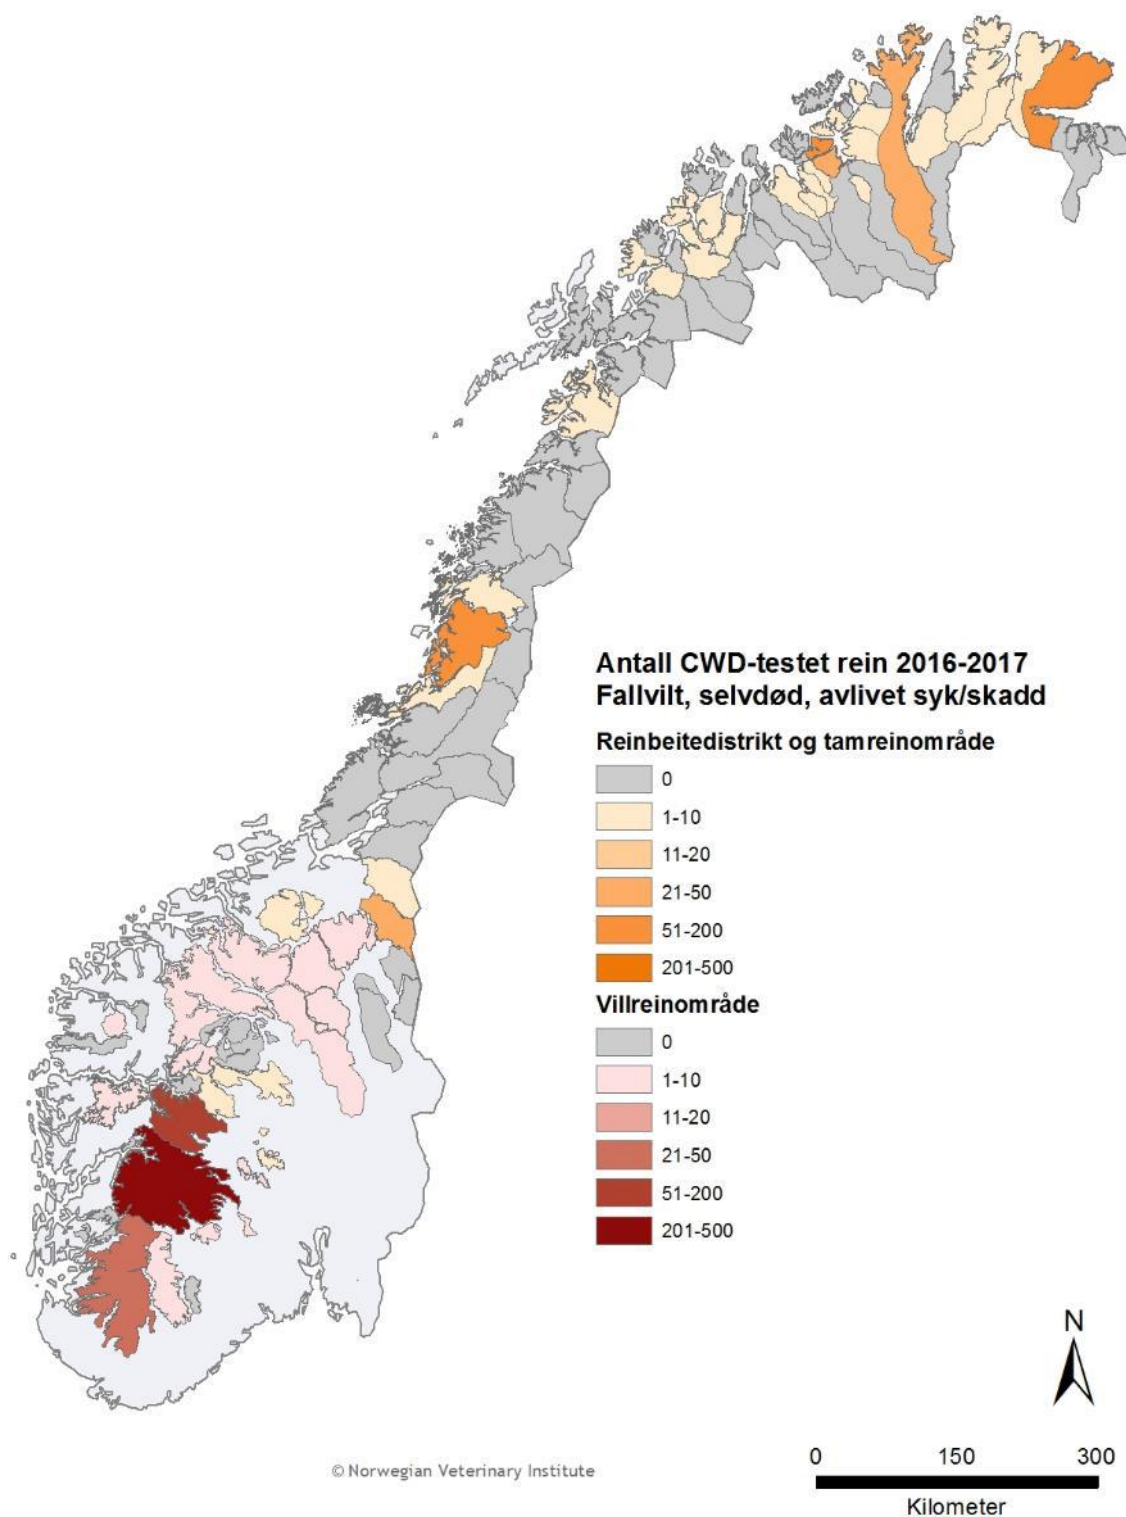 Antall CWD-testet rein 2016-2017
Fallvilt, selvdød, avlivet syk/skadd
Reinbeitedistrikt og tamreinområde
0
1-10
11-20
21-50
51-200
201-500
Villreinområde
0
1-10
11-20
21-50
51-200
201-500
N
© Norwegian Veterinary Institute
0 150 300
Kilometer